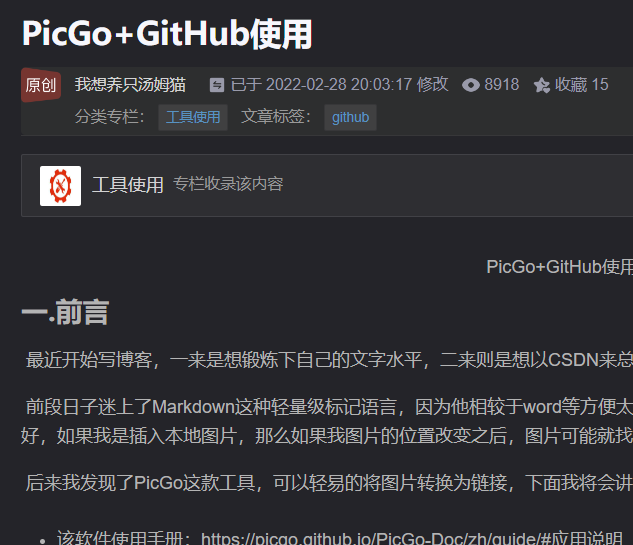 PicGo+GitHub使用
原创 我想养只汤姆猫 已于 2022-02-28 20:03:17 修改 8918 收藏 15
分类专栏： 工具使用 文章标签： github
工具使用 专栏收录该内容
PicGo+GitHub使用
一.前言
最近开始写博客，一来是想锻炼下自己的文字水平，二来则是想以CSDN来总
前段日子迷上了Markdown这种轻量级标记语言，因为他相较于word等方便太
好，如果我是插入本地图片，那么如果我图片的位置改变之后，图片可能就找
后来我发现了PicGo这款工具，可以轻易的将图片转换为链接，下面我将会讲
• 该软件使用手册：https://picgo.github.io/PicGo-Doc/zh/guide/#应用说明